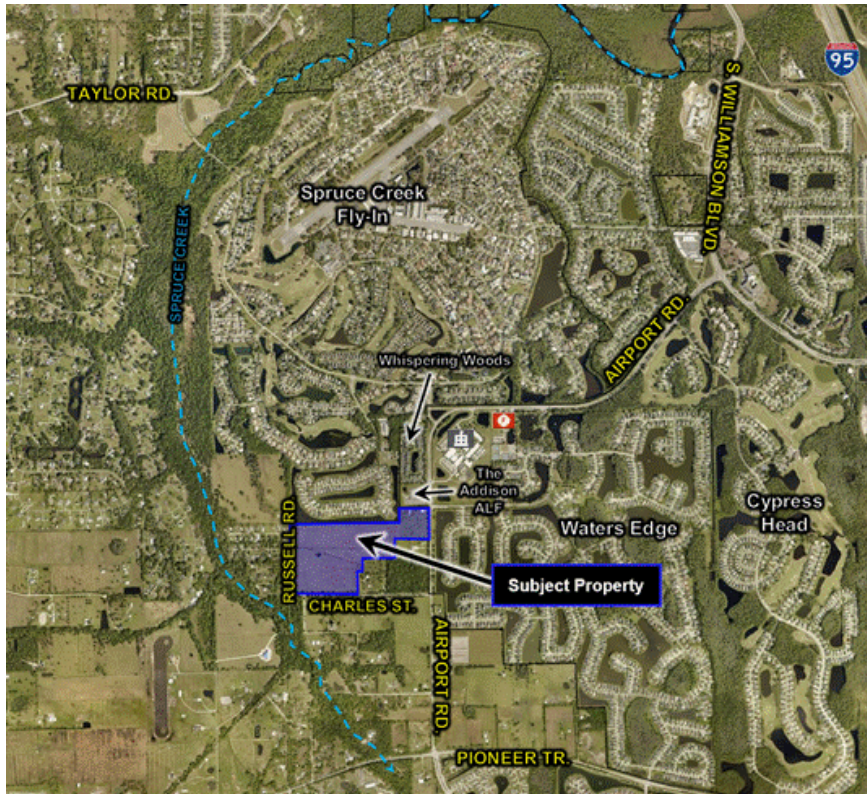 95
TAYLOR RD.
S. WILLIAMSON BLVD.
Spruce Creek
Fly-In
SPRUCE CREEK
AIRPORT RD.
Whispering Woods
The
Addison
ALF
Cypress
Head
Waters Edge
RUSSELL RD.
Subject Property
CHARLES ST.
AIRPORT RD.
PIONEER TR.